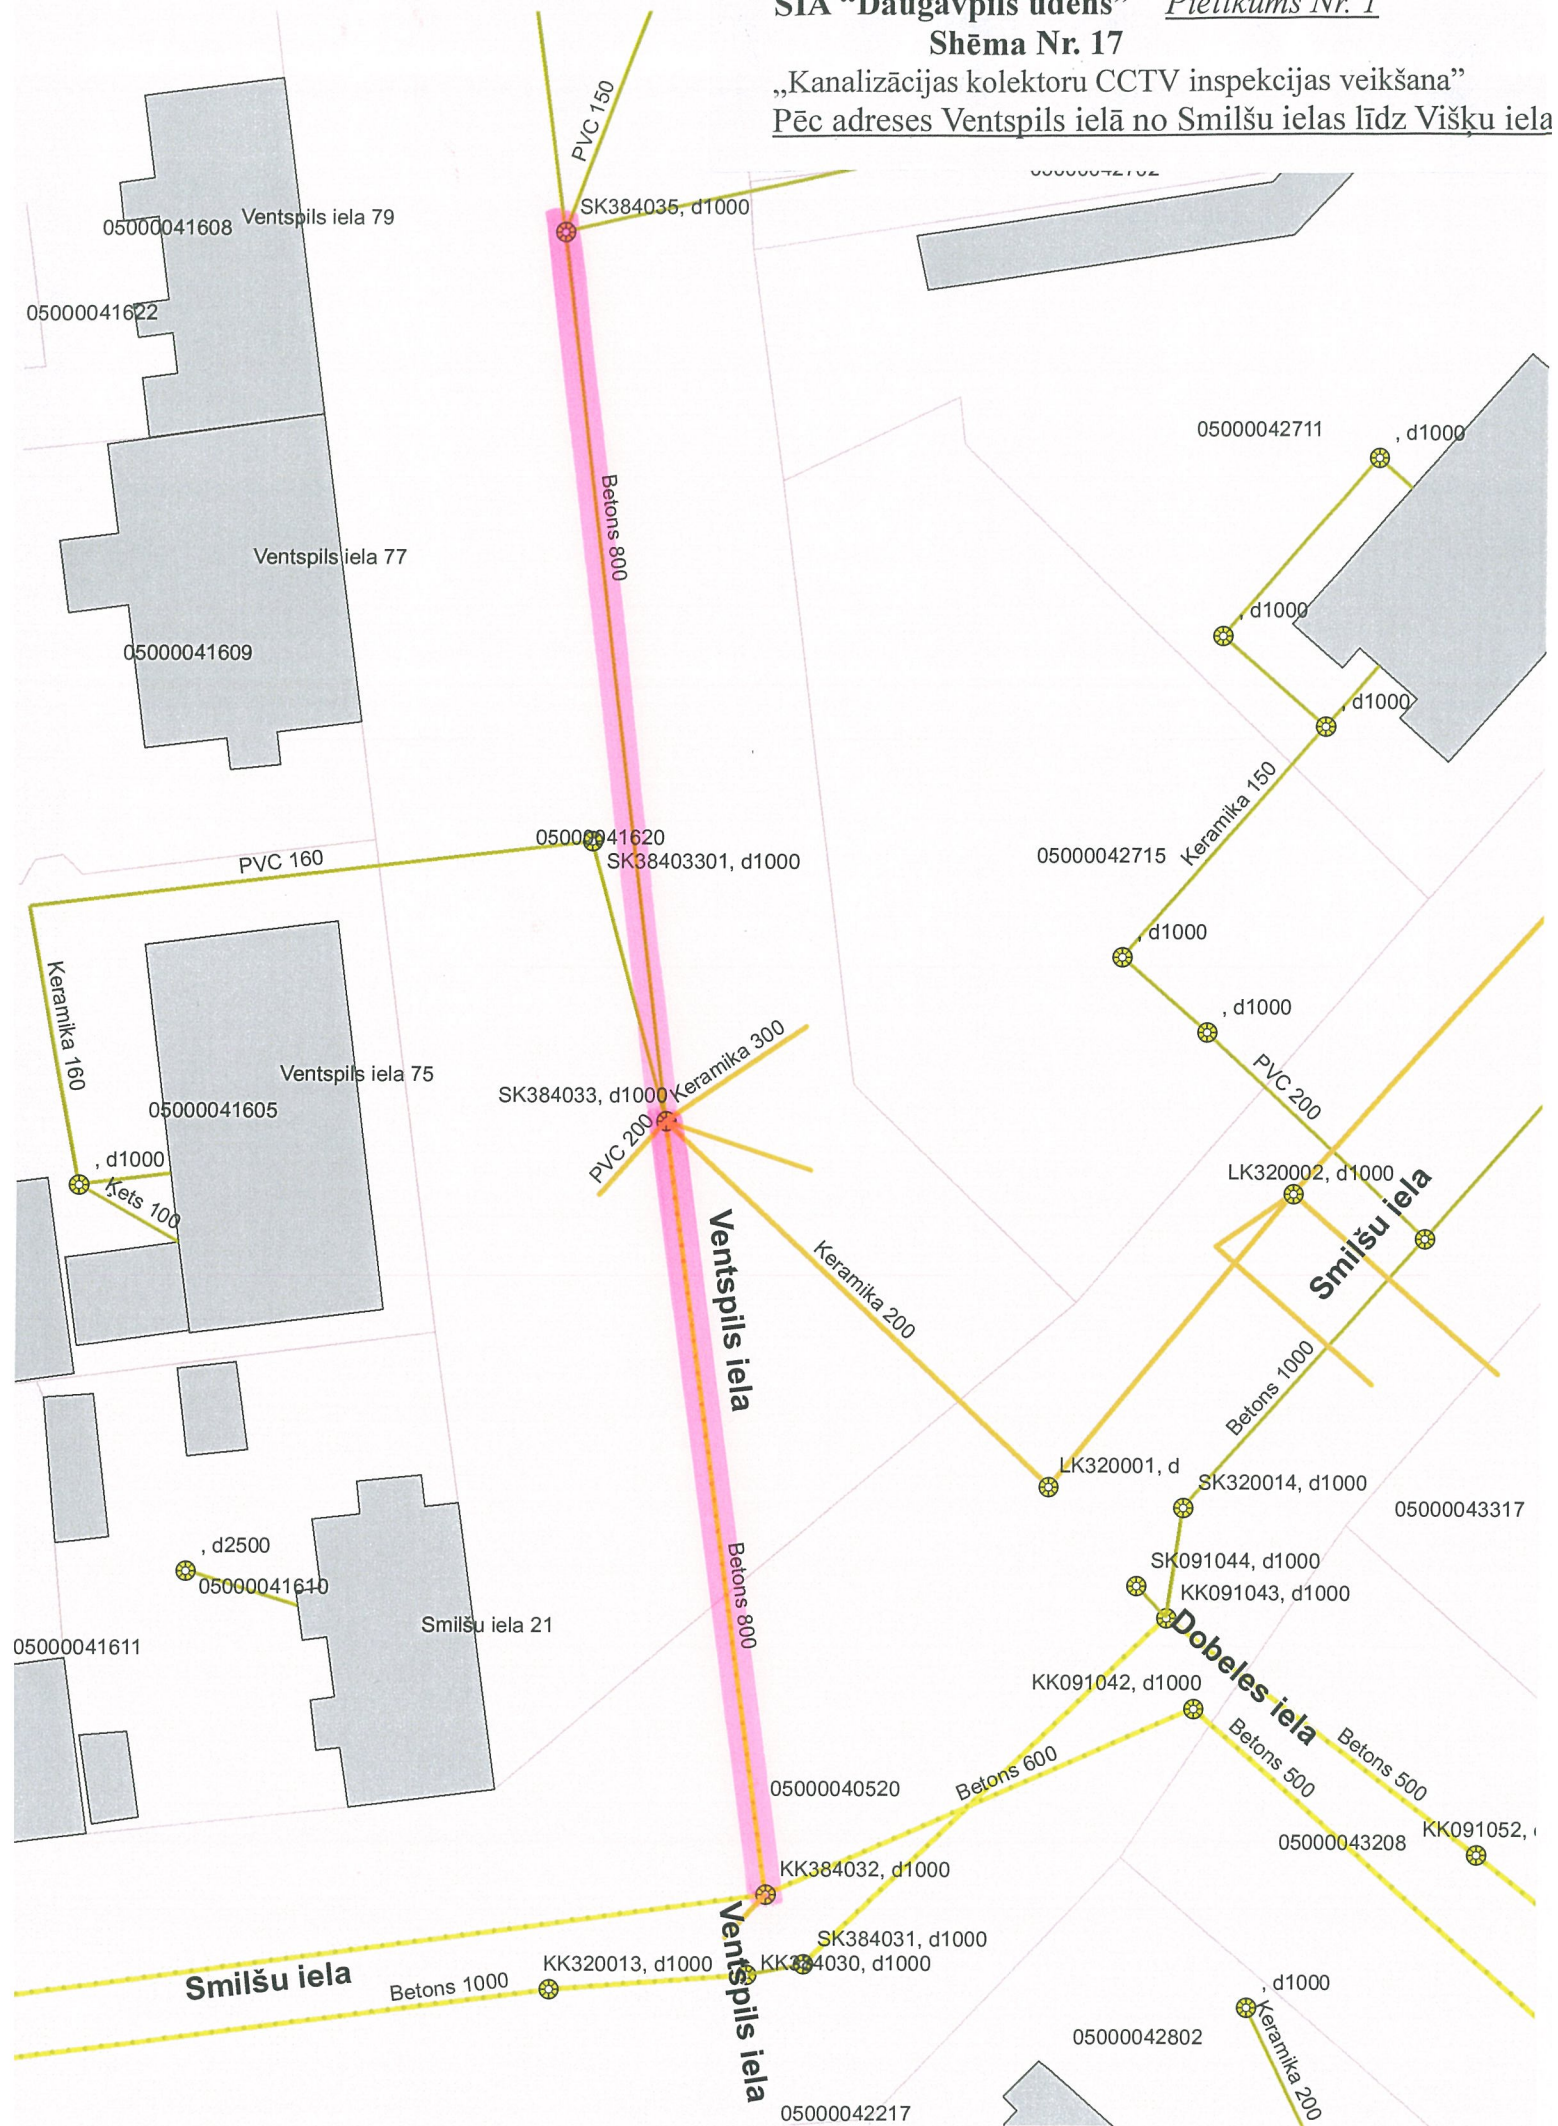 SIA “Daugavpils ūdens” Pielikums Nr. 1
Shēma Nr. 17
„Kanalizācijas kolektoru CCTV inspekcijas veikšana”
Pēc adreses Ventspils ielā no Smilšu ielas līdz Višķu iela
PVC 150
05000042702
SK384035, d1000
Ventspils iela 79
05000041608
05000041622
05000042711
, d1000
Betons 800
Ventspils iela 77
, d1000
05000041609
, d1000
Keramika 150
05000041620
PVC 160
SK38403301, d1000
05000042715
, d1000
Keramika 160
, d1000
Keramika 300
Ventspils iela 75
SK384033, d1000
PVC 200
05000041605
PVC 200
, d1000
Ķets 100
LK320002, d1000
Smilšu iela
Ventspils iela
Keramika 200
Betons 1000
LK320001, d
SK320014, d1000
05000043317
, d2500
05000041610
SK091044, d1000
KK091043, d1000
Betons 800
Smilšu iela 21
05000041611
Dobeles iela
KK091042, d1000
Betons 500
Betons 500
Betons 600
05000040520
KK091052,
05000043208
KK384032, d1000
SK384031, d1000
KK320013, d1000
KK384030, d1000
Smilšu iela
Betons 1000
Ventspils iela
, d1000
05000042802
Keramika 200
05000042217